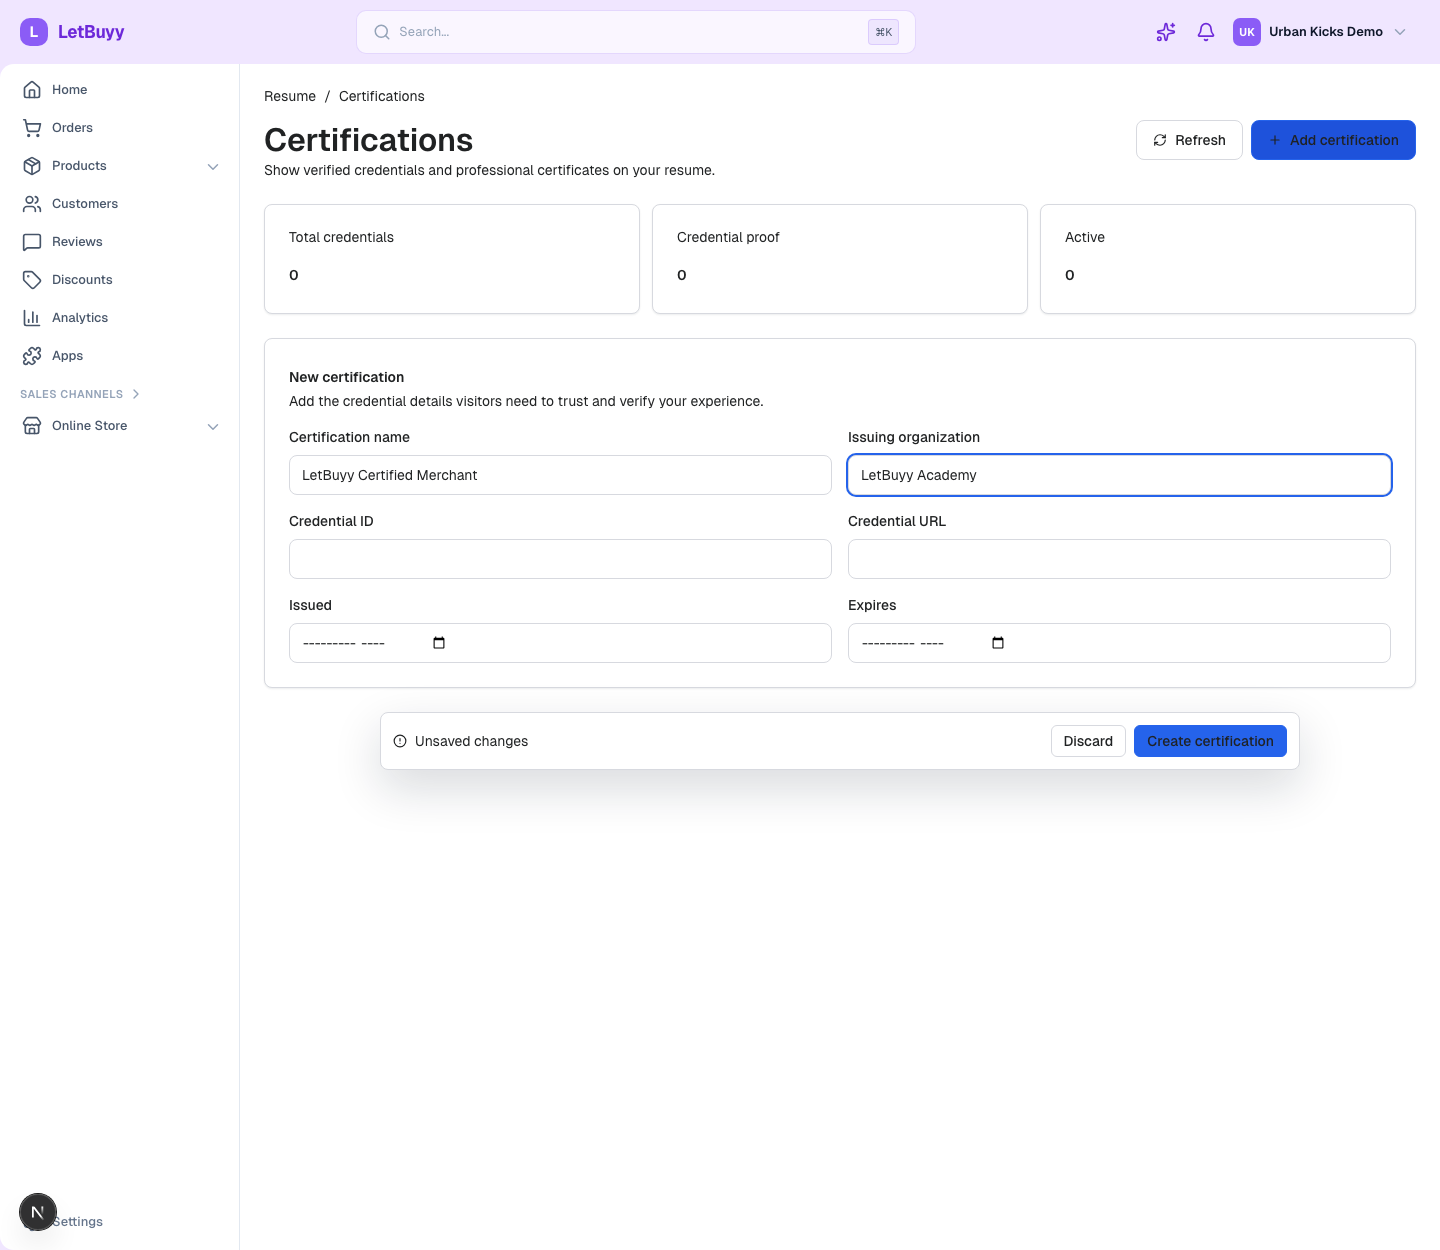 L LetBuyy
Search...
⌘K
UK Urban Kicks Demo
Home
Orders
Products
Customers
Reviews
Discounts
Analytics
Apps
SALES CHANNELS
Online Store
Settings
Resume / Certifications
Certifications
Show verified credentials and professional certificates on your resume.
Refresh
Add certification
Total credentials
0
Credential proof
0
Active
0
New certification
Add the credential details visitors need to trust and verify your experience.
Certification name
LetBuyy Certified Merchant
Issuing organization
LetBuyy Academy
Credential ID
Credential URL
Issued
--------- ----
Expires
--------- ----
Unsaved changes
Discard
Create certification
N